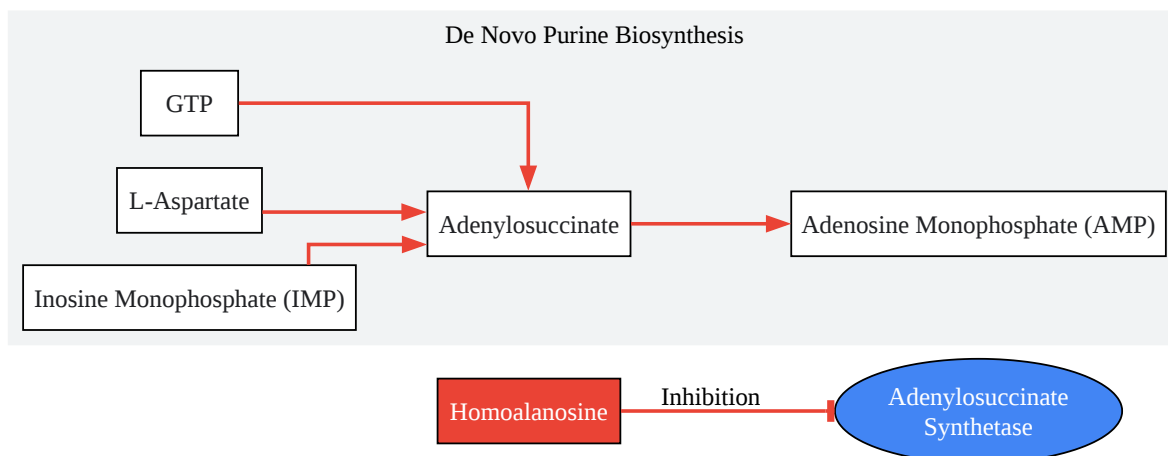 De Novo Purine Biosynthesis
GTP
L-Aspartate
Adenylosuccinate
Adenosine Monophosphate (AMP)
Inosine Monophosphate (IMP)
Homoalanosine
Inhibition
Adenylosuccinate
Synthetase